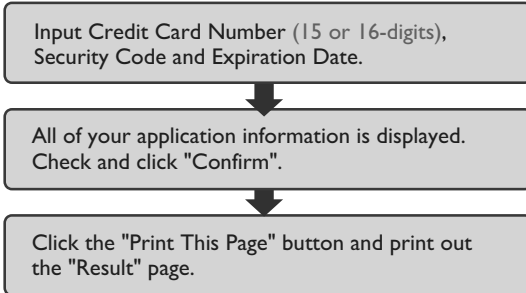 Input Credit Card Number (15 or 16-digits),
Security Code and Expiration Date.
All of your application information is displayed.
Check and click "Confirm".
Click the "Print This Page" button and print out
the "Result" page.